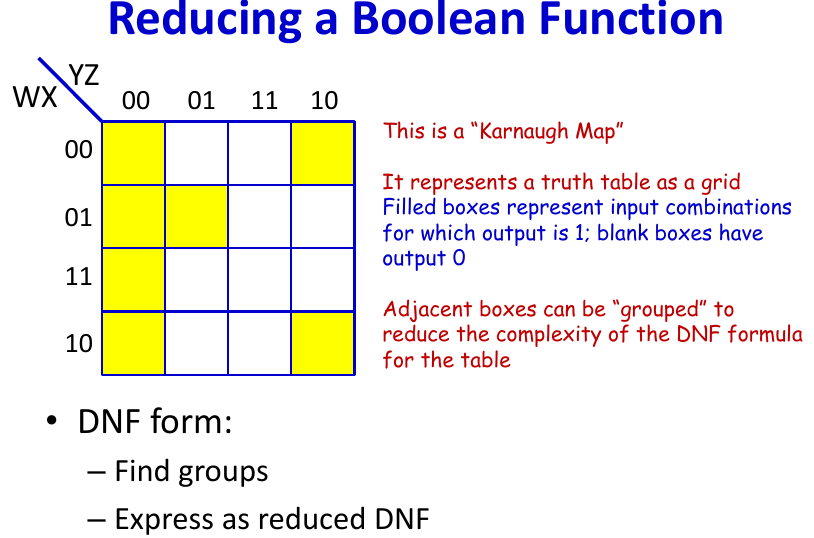 Reducing a Boolean Function
YZ
WX
00 01 11 10
00
01
11
10
This is a “Karnaugh Map”
It represents a truth table as a grid
Filled boxes represent input combinations
for which output is 1; blank boxes have
output 0
Adjacent boxes can be “grouped” to
reduce the complexity of the DNF formula
for the table
• DNF form:
– Find groups
– Express as reduced DNF